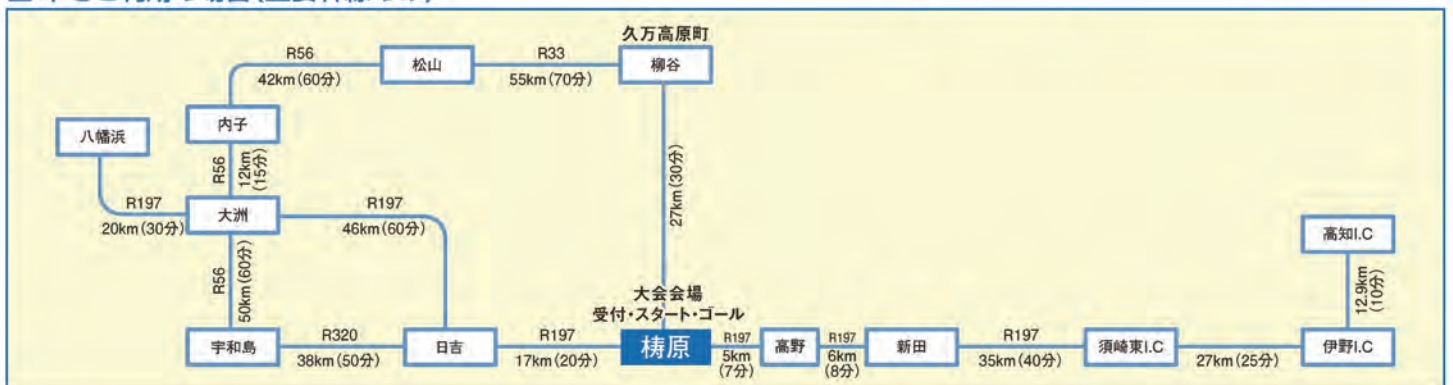 久万高原町
R56
松山
R33
柳谷
42km(60分)
55km(70分)
内子
八幡浜
R56
12km
(15分)
27km(30分)
R197
大洲
R197
20km(30分)
46km(60分)
高知I.C
R56
50km(60分)
12.9km
(10分)
大会会場
受付・スタート・ゴール
宇和島
R320
38km(50分)
日吉
R197
17km(20分)
梼原
R197
5km
(7分)
高野
R197
6km
(8分)
新田
R197
35km(40分)
須崎東I.C
27km(25分)
伊野I.C